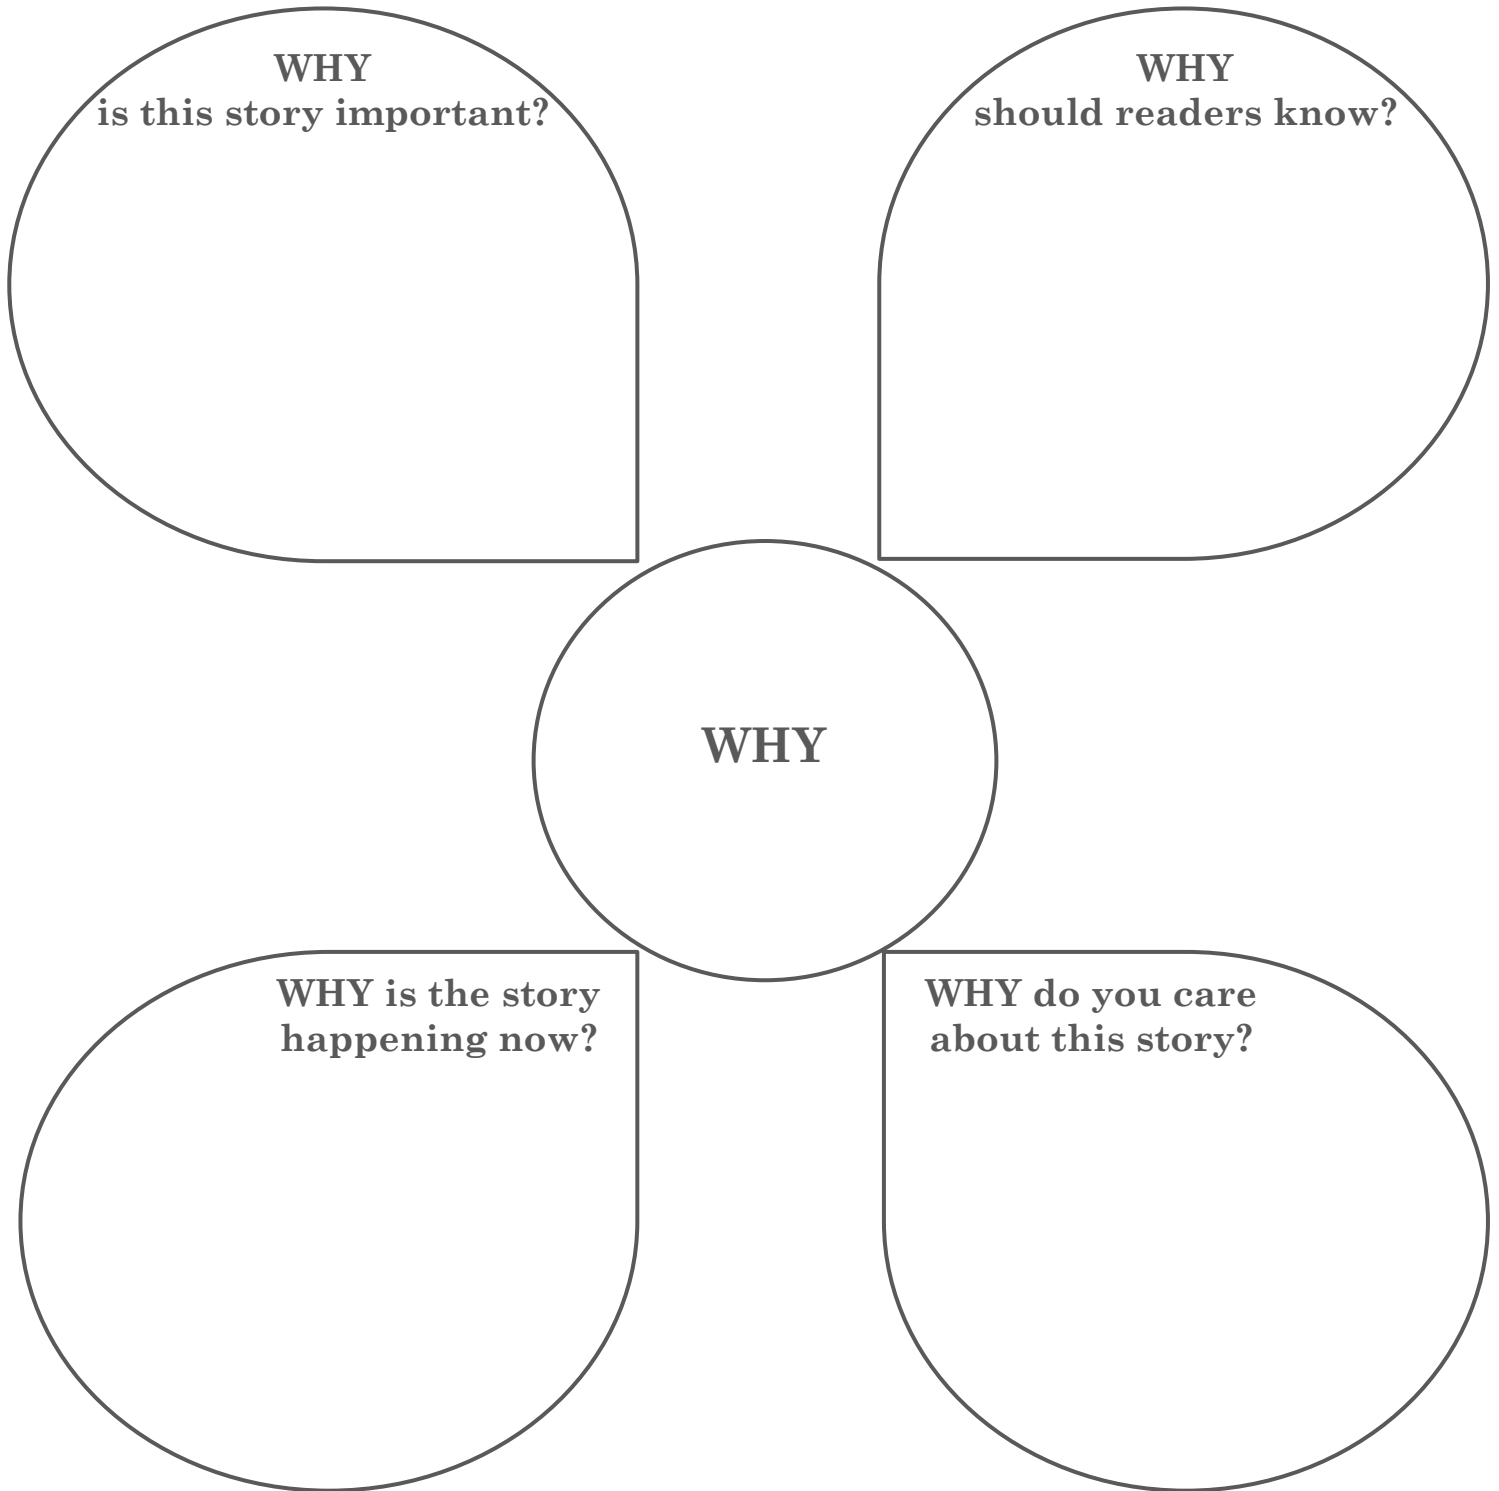 WHY
is this story important?
WHY
should readers know?
WHY
WHY is the story
happening now?
WHY do you care
about this story?